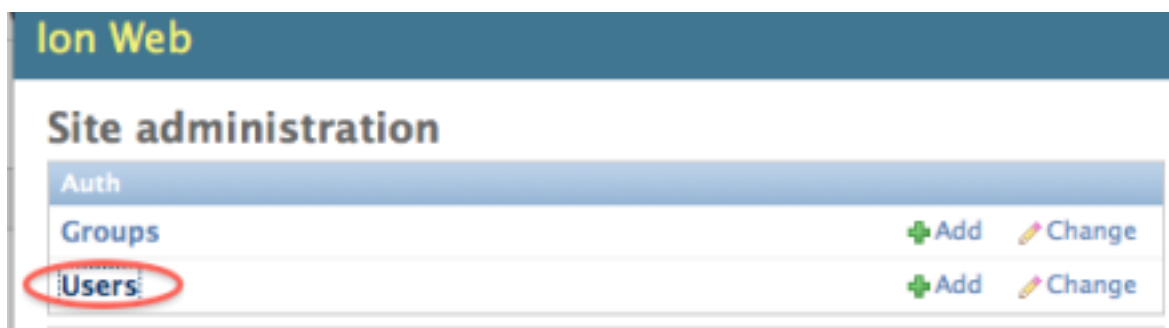 Ion Web
Site administration
Auth
Groups Add Change
Users Add Change